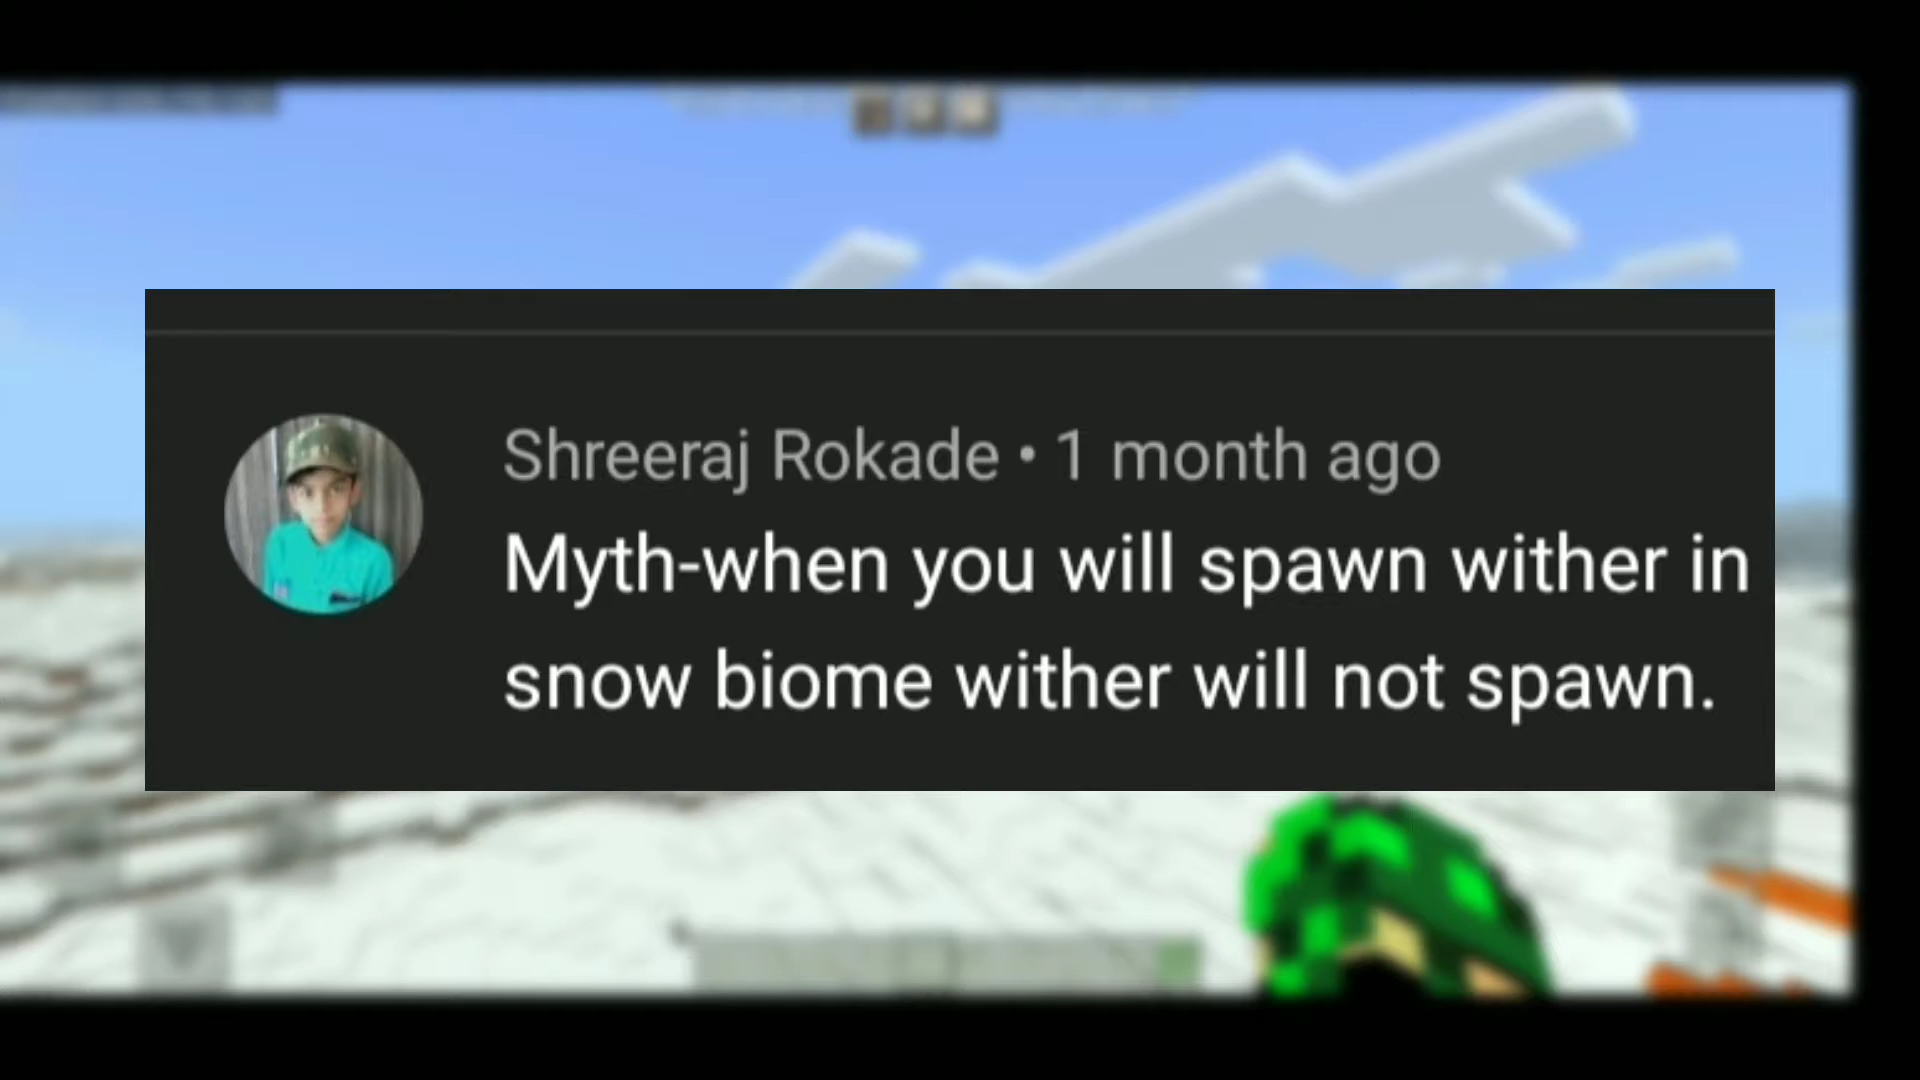 Shreeraj Rokade • 1 month ago
Myth-when you will spawn wither in
snow biome wither will not spawn.